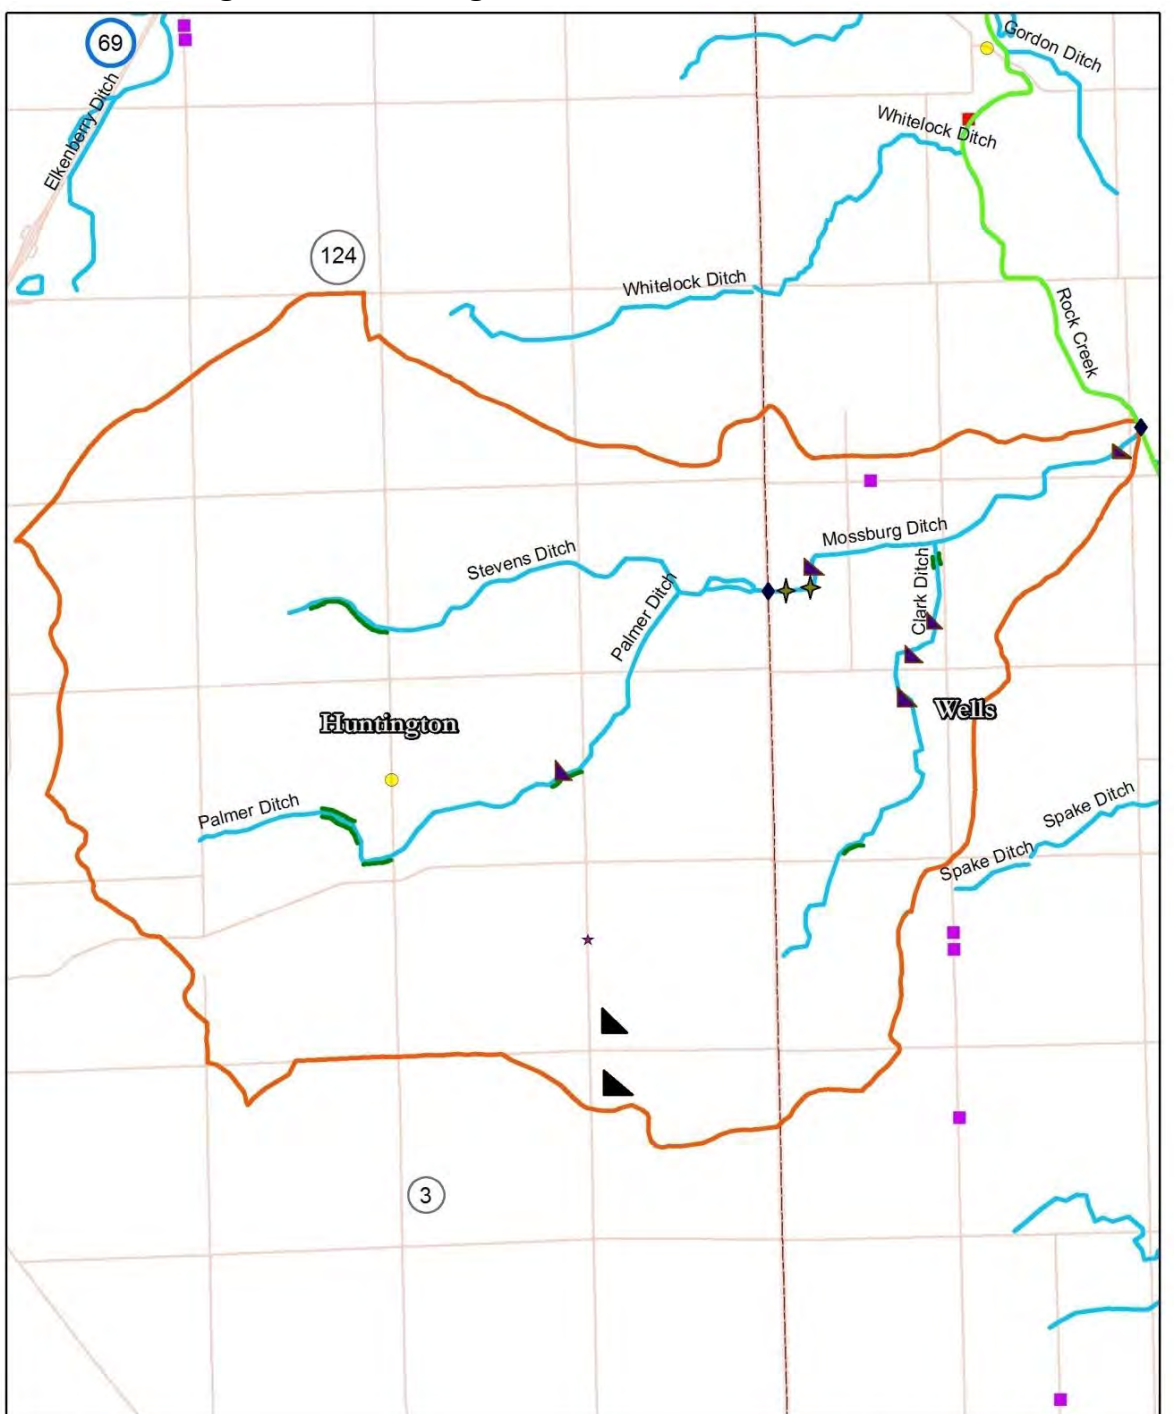 69
Gordon Ditch
Elkenberry Ditch
Whitelock Ditch
124
Whitelock Ditch
Rock Creek
Mossburg Ditch
Stevens Ditch
Clark Ditch
Palmer Ditch
Wells
Huntington
Palmer Ditch
Spake Ditch
Spake Ditch
3